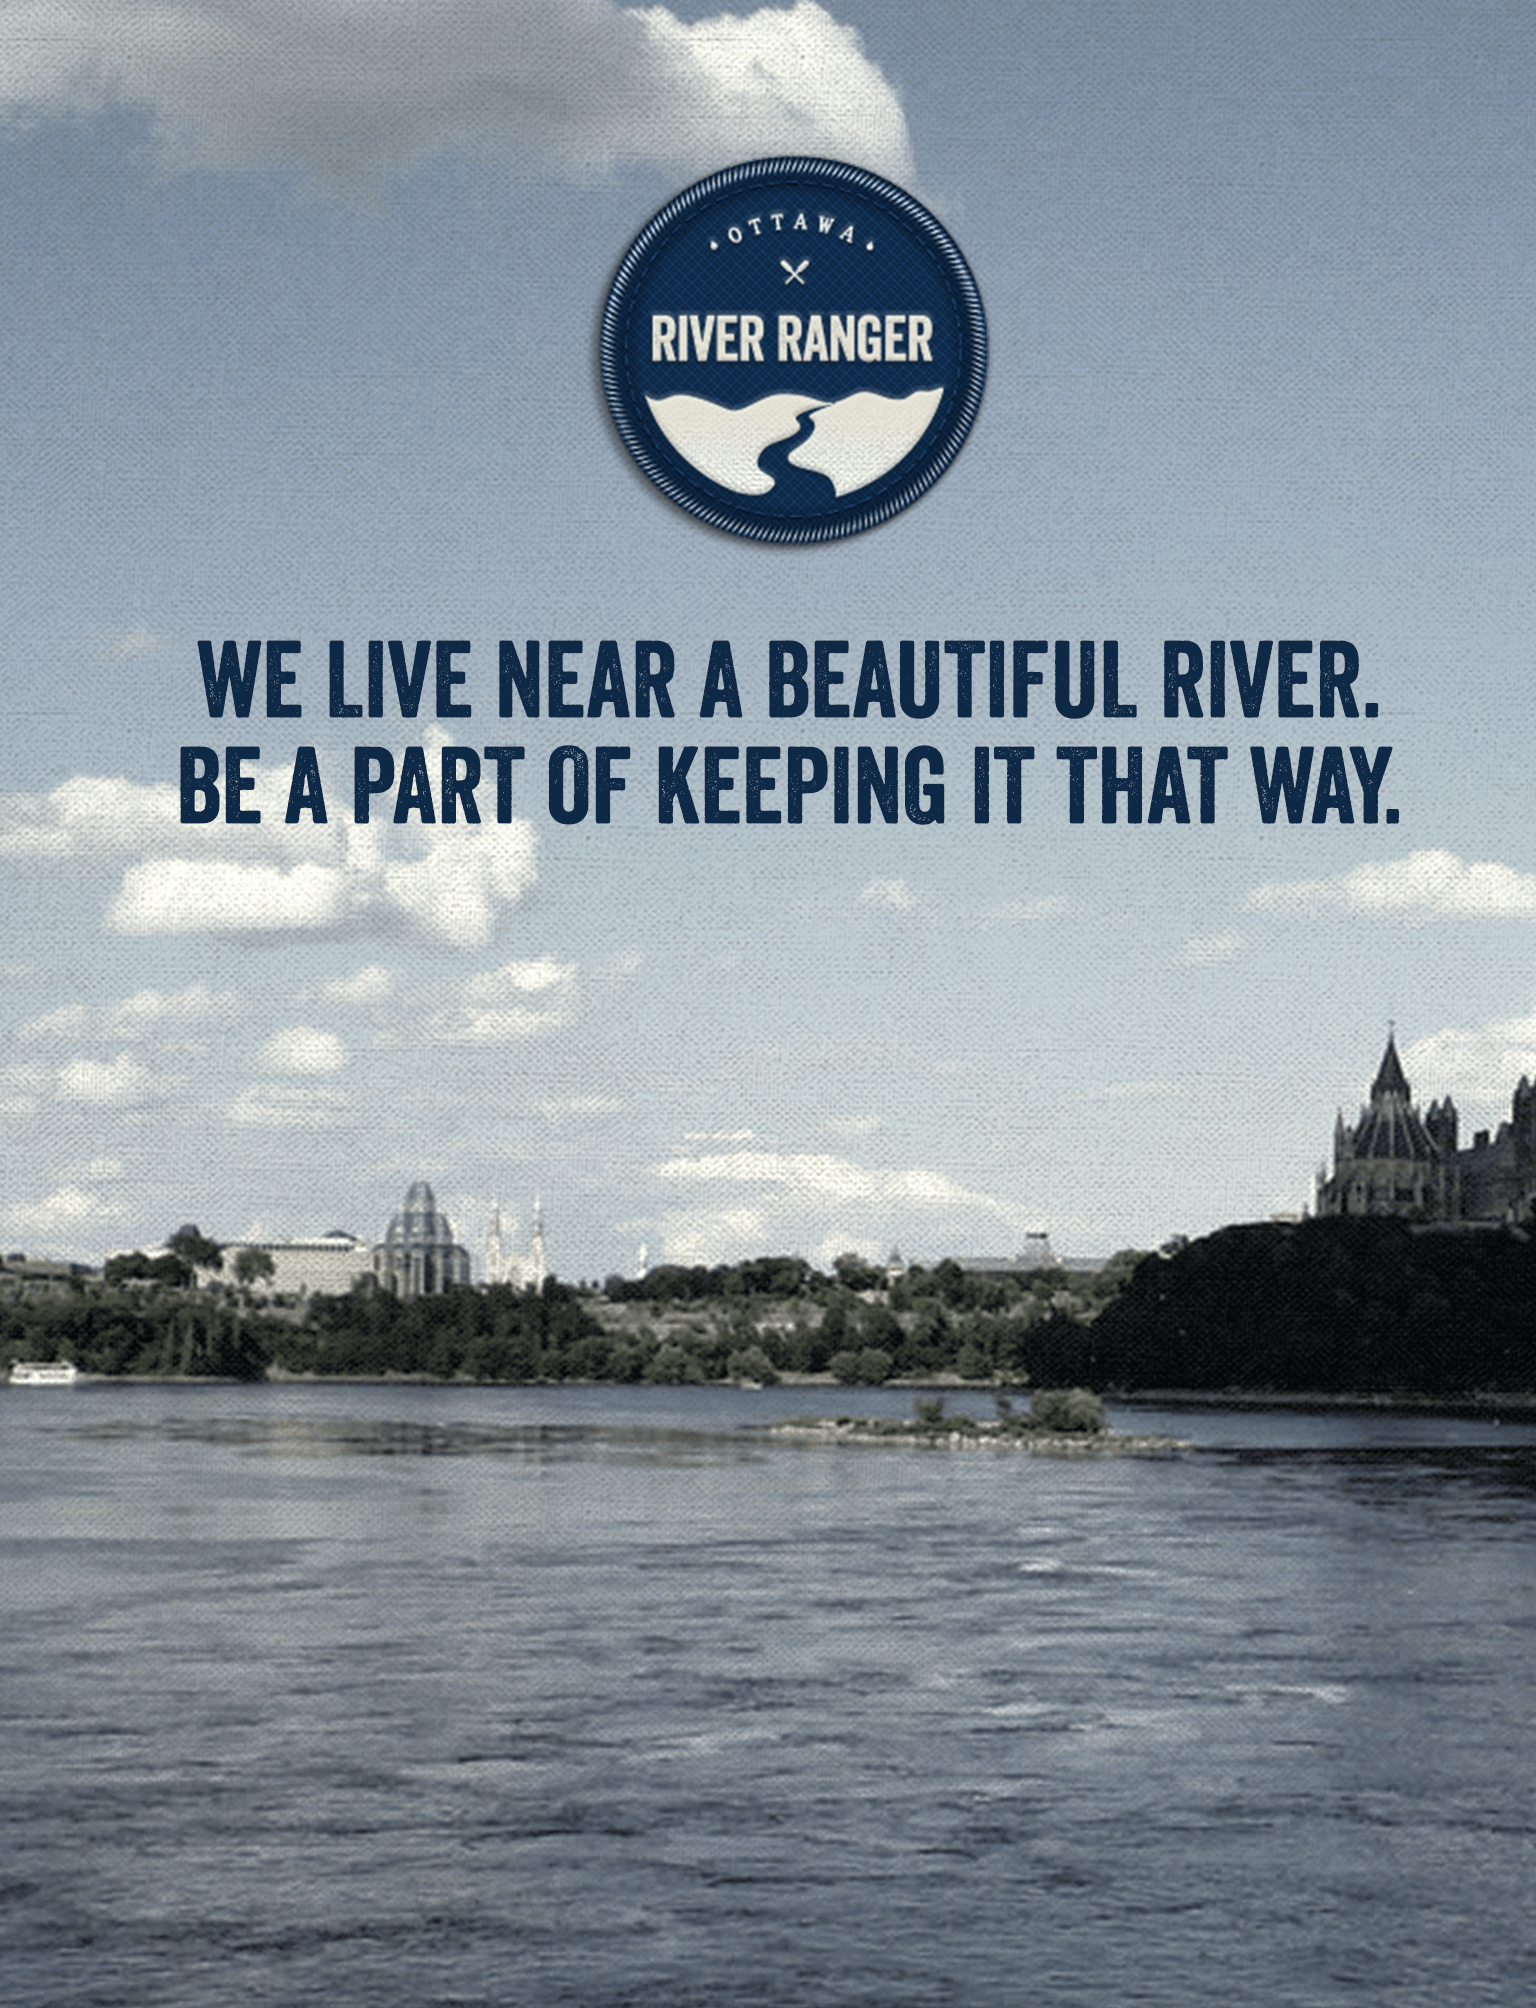 OTTAWA
RIVER RANGER
WE LIVE NEAR A BEAUTIFUL RIVER.
BE A PART OF KEEPING IT THAT WAY.